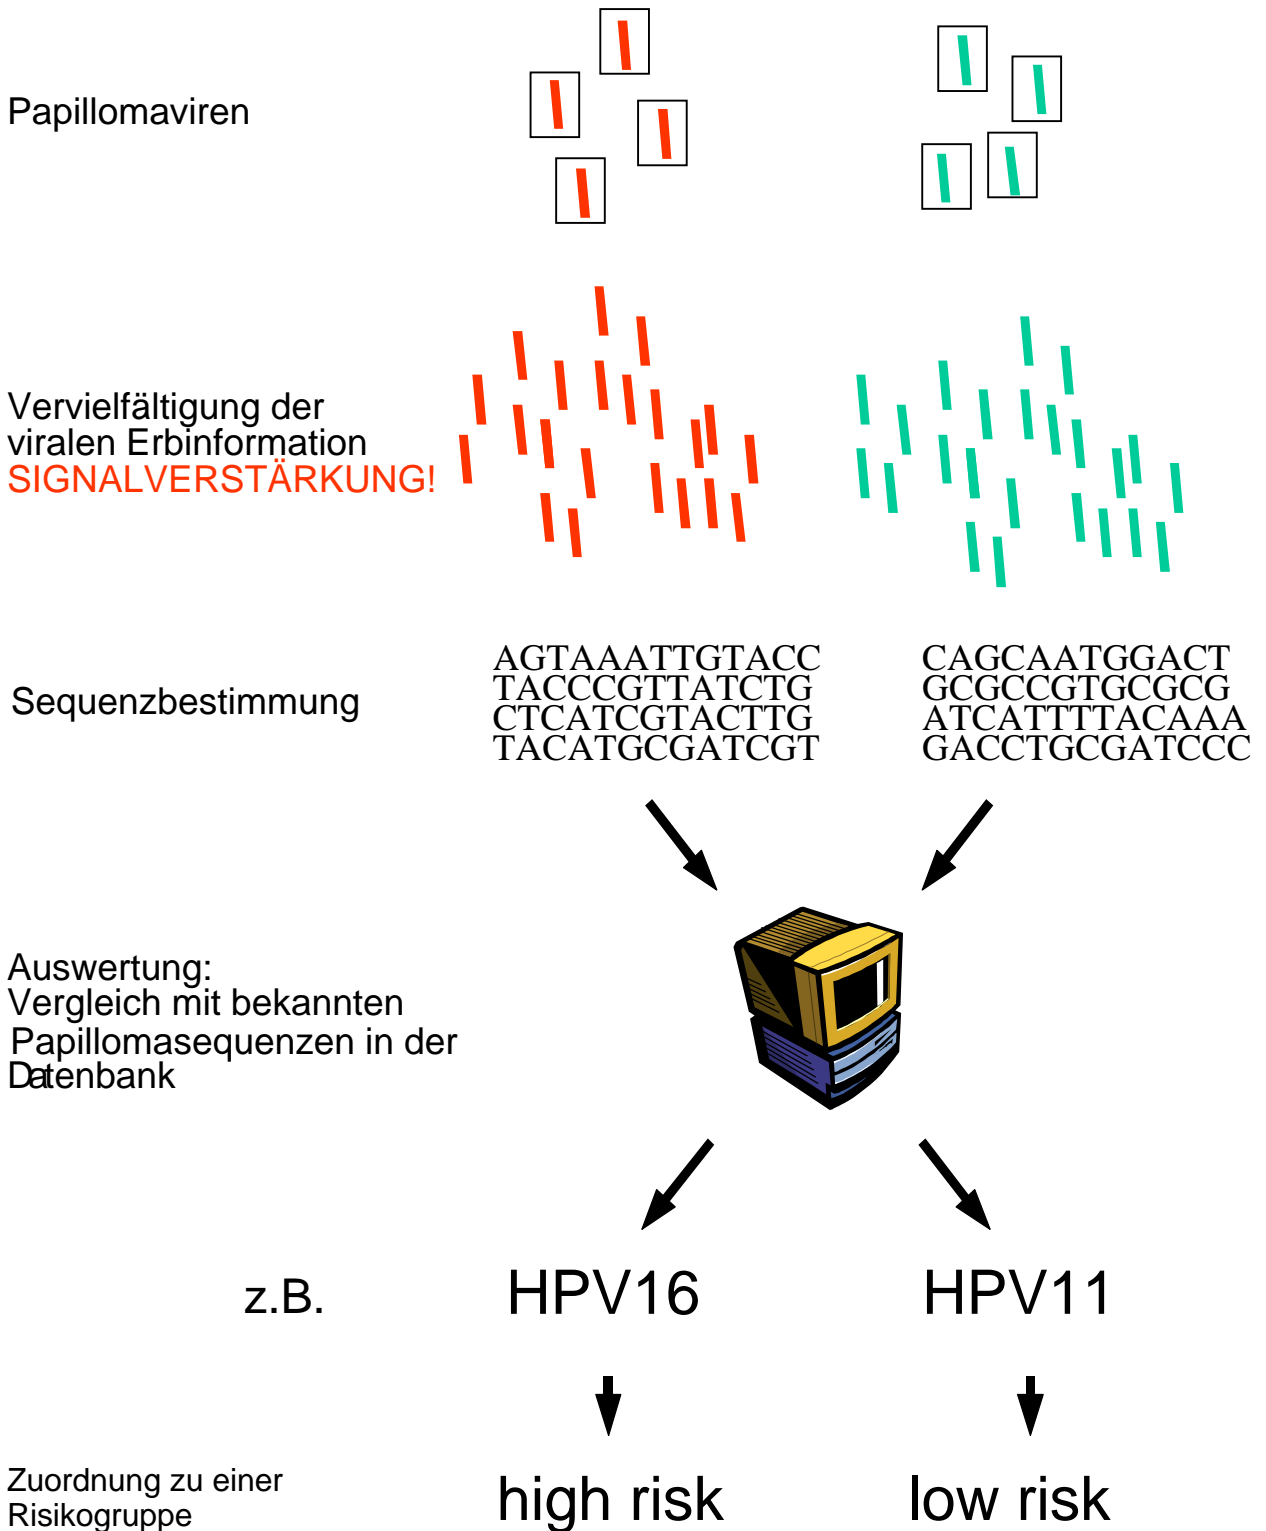 Papillomaviren
Vervielfältigung der
viralen Erbinformation
SIGNALVERSTÄRKUNG!
Sequenzbestimmung
AGTAAATTGTACC
TACCCGTTATCTG
CTCATCGTACTTG
TACATGCGATCGT
CAGCAATGGACT
GCGCCGTGCGCG
ATCATTTTACAAA
GACCTGCGATCCC
Auswertung:
Vergleich mit bekannten
Papillomasequenzen in der
Datenbank
z.B.
HPV16
HPV11
Zuordnung zu einer
Risikogruppe
high risk
low risk